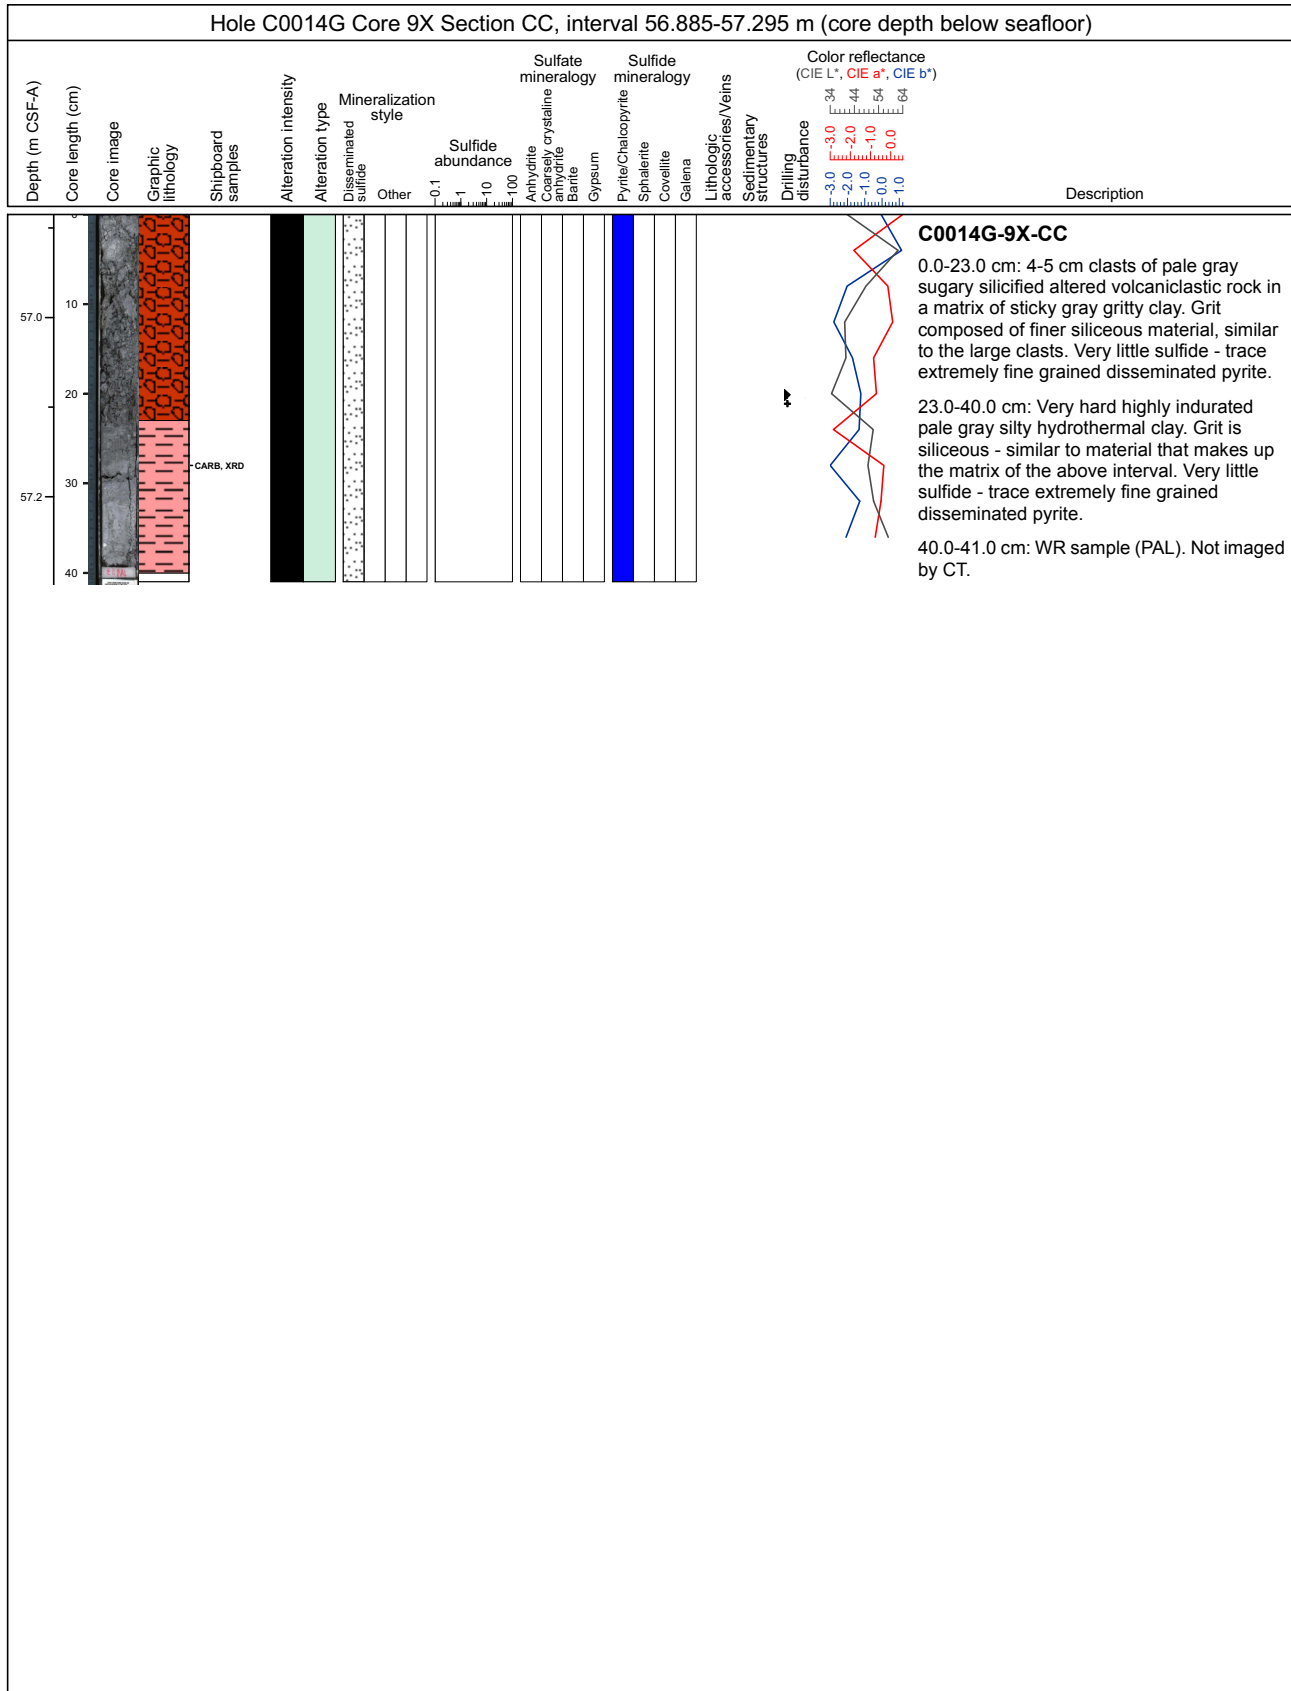 Hole C0014G Core 9X Section CC, interval 56.885-57.295 m (core depth below seafloor)
Depth (m CSF-A)
Core length (cm)
Core image
Graphic
lithology
Shipboard
samples
Alteration intensity
Alteration type
Mineralization
style
Disseminated
sulfide
Other
Sulfide
abundance
0.1
1
10
100
Sulfate
mineralogy
Anhydrite
Coarsely crystaline
anhydrite
Barite
Gypsum
Sulfide
mineralogy
Pyrite/Chalcopyrite
Sphalerite
Covellite
Galena
Lithologic
accessories/Veins
Sedimentary
structures
Drilling
disturbance
Color reflectance
(CIE L*, CIE a*, CIE b*)
34
44
54
64
-3.0
-2.0
-1.0
0.0
-3.0
-2.0
-1.0
0.0
1.0
Description
57.0
57.2
0
10
20
30
40
CARB, XRD
C0014G-9X-CC
0.0-23.0 cm: 4-5 cm clasts of pale gray
sugary silicified altered volcaniclastic rock in
a matrix of sticky gray gritty clay. Grit
composed of finer siliceous material, similar
to the large clasts. Very little sulfide - trace
extremely fine grained disseminated pyrite.
23.0-40.0 cm: Very hard highly indurated
pale gray silty hydrothermal clay. Grit is
siliceous - similar to material that makes up
the matrix of the above interval. Very little
sulfide - trace extremely fine grained
disseminated pyrite.
40.0-41.0 cm: WR sample (PAL). Not imaged
by CT.